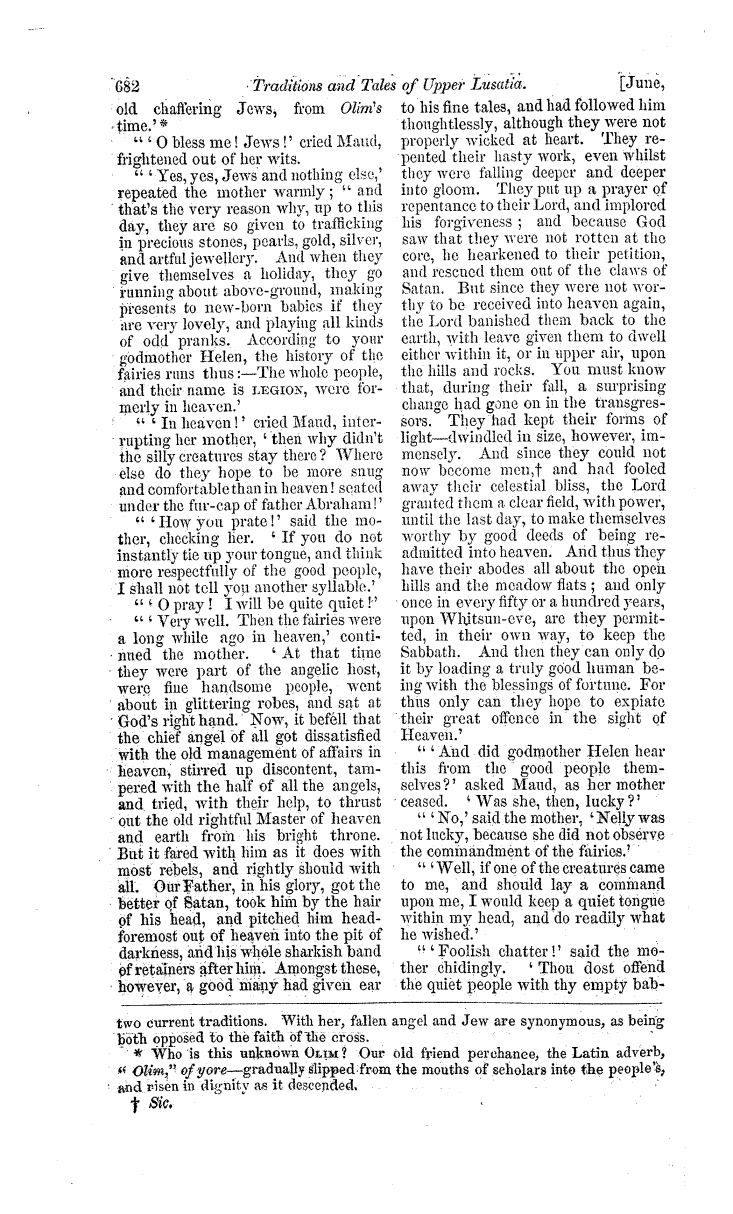 682 Traditions and Tales of Upper Lusatia. [June,
old chaffering Jews, from Olim's
time.'*
"'O bless me! Jews!' cried Maud,
frightened out of her wits.
"'Yes, yes, Jews and nothing else,'
repeated the mother warmly; "and
that's the very reason why, up to this
day, they are so given to trafficking
in precious stones, pearls, gold, silver,
and artful jewellery. And when they
give themselves a holiday, they go
running about above-ground, making
presents to new-born babies if they
are very lovely, and playing all kinds
of odd pranks. According to your
godmother Helen, the history of the
fairies runs thus:—The whole people,
and their name is LEGION, were for-
merly in heaven.'
"'In heaven!' cried Maud, inter-
rupting her mother, 'then why didn't
the silly creatures stay there? Where
else do they hope to be more snug
and comfortable than in heaven! seated
under the fur-cap of father Abraham!'
"'How you prate!' said the mo-
ther, checking her. 'If you do not
instantly tie up your tongue, and think
more respectfully of the good people,
I shall not tell you another syllable.'
"'O pray! I will be quite quiet!'
"'Very well. Then the fairies were
a long while ago in heaven,' conti-
nued the mother. 'At that time
they were part of the angelic host,
were fine handsome people, went
about in glittering robes, and sat at
God's right hand. Now, it befell that
the chief angel of all got dissatisfied
with the old management of affairs in
heaven, stirred up discontent, tam-
pered with the half of all the angels,
and tried, with their help, to thrust
out the old rightful Master of heaven
and earth from his bright throne.
But it fared with him as it does with
most rebels, and rightly should with
all. Our Father, in his glory, got the
better of Satan, took him by the hair
of his head, and pitched him head-
foremost out of heaven into the pit of
darkness, and his whole sharkish band
of retainers after him. Amongst these,
however, a good many had given ear
to his fine tales, and had followed him
thoughtlessly, although they were not
properly wicked at heart. They re-
pented their hasty work, even whilst
they were falling deeper and deeper
into gloom. They put up a prayer of
repentance to their Lord, and implored
his forgiveness; and because God
saw that they were not rotten at the
core, he hearkened to their petition,
and rescued them out of the claws of
Satan. But since they were not wor-
thy to be received into heaven again,
the Lord banished them back to the
earth, with leave given them to dwell
either within it, or in upper air, upon
the hills and rocks. You must know
that, during their fall, a surprising
change had gone on in the transgres-
sors. They had kept their forms of
light—dwindled in size, however, im-
mensely. And since they could not
now become men,† and had fooled
away their celestial bliss, the Lord
granted them a clear field, with power,
until the last day, to make themselves
worthy by good deeds of being re-
admitted into heaven. And thus they
have their abodes all about the open
hills and the meadow flats; and only
once in every fifty or a hundred years,
upon Whitsun-eve, are they permit-
ted, in their own way, to keep the
Sabbath. And then they can only do
it by loading a truly good human be-
ing with the blessings of fortune. For
thus only can they hope to expiate
their great offence in the sight of
Heaven.'
"'And did godmother Helen hear
this from the good people them-
selves?' asked Maud, as her mother
ceased. 'Was she, then, lucky?'
"'No,' said the mother, 'Nelly was
not lucky, because she did not observe
the commandment of the fairies.'
"'Well, if one of the creatures came
to me, and should lay a command
upon me, I would keep a quiet tongue
within my head, and do readily what
he wished.'
"'Foolish chatter!' said the mo-
ther chidingly. 'Thou dost offend
the quiet people with thy empty bab-
two current traditions. With her, fallen angel and Jew are synonymous, as being
both opposed to the faith of the cross.
* Who is this unknown OLIM? Our old friend perchance, the Latin adverb,
"Olim," of yore—gradually slipped from the mouths of scholars into the people's,
and risen in dignity as it descended.
† Sic.